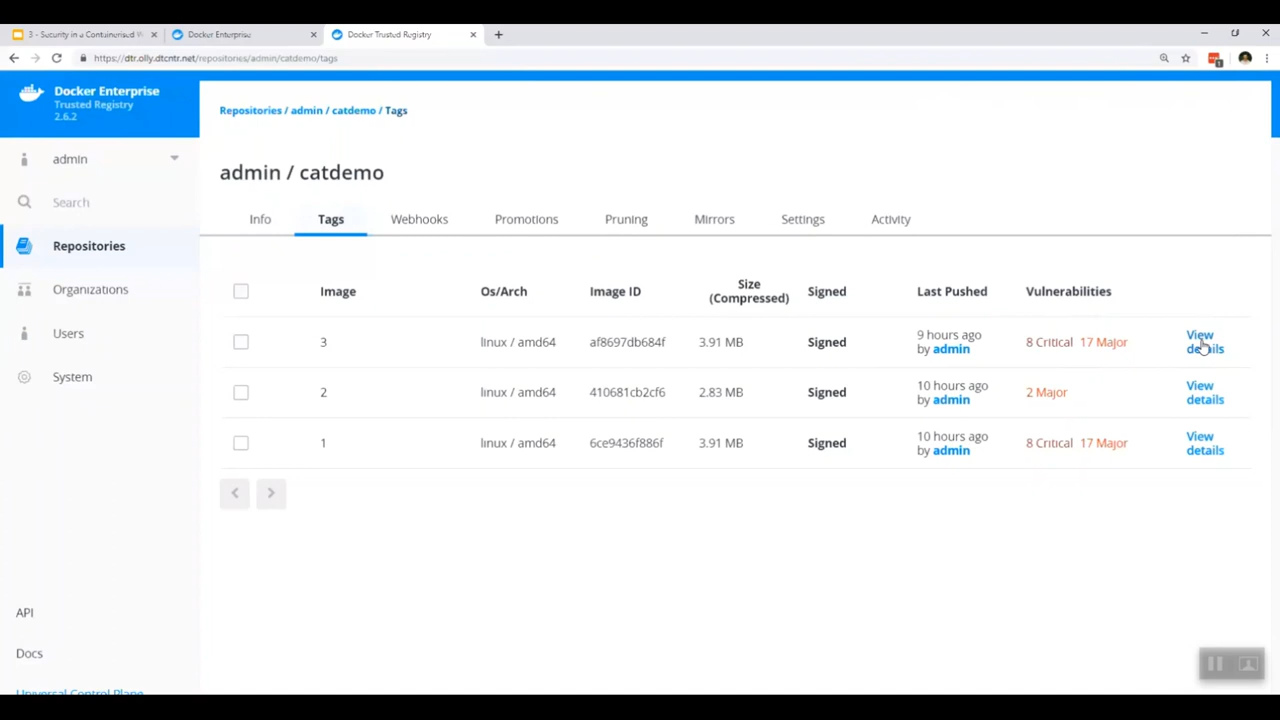 3 - Security in a Containerised W
Docker Enterprise
Docker Trusted Registry
https://dtr.olly.dtcntr.net/repositories/admin/catdemo/tags
1
Docker Enterprise
Trusted Registry
2.6.2
admin
Search
Repositories
Organizations
Users
System
API
Docs
Universal Control Plane
Repositories / admin / catdemo / Tags
admin / catdemo
Info Tags Webhooks Promotions Pruning Mirrors Settings Activity
Image Os/Arch Image ID Size (Compressed) Signed Last Pushed Vulnerabilities
3 linux / amd64 af8697db684f 3.91 MB Signed 9 hours ago by admin 8 Critical 17 Major View details
2 linux / amd64 410681cb2cf6 2.83 MB Signed 10 hours ago by admin 2 Major View details
1 linux / amd64 6ce9436f886f 3.91 MB Signed 10 hours ago by admin 8 Critical 17 Major View details